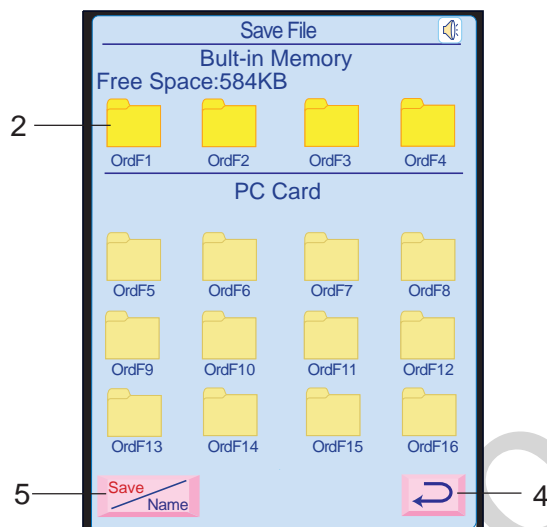 Save File
Bult-in Memory
Free Space:584KB
2
OrdF1 OrdF2 OrdF3 OrdF4
PC Card
OrdF5 OrdF6 OrdF7 OrdF8
OrdF9 OrdF10 OrdF11 OrdF12
OrdF13 OrdF14 OrdF15 OrdF16
5 Save
Name 4